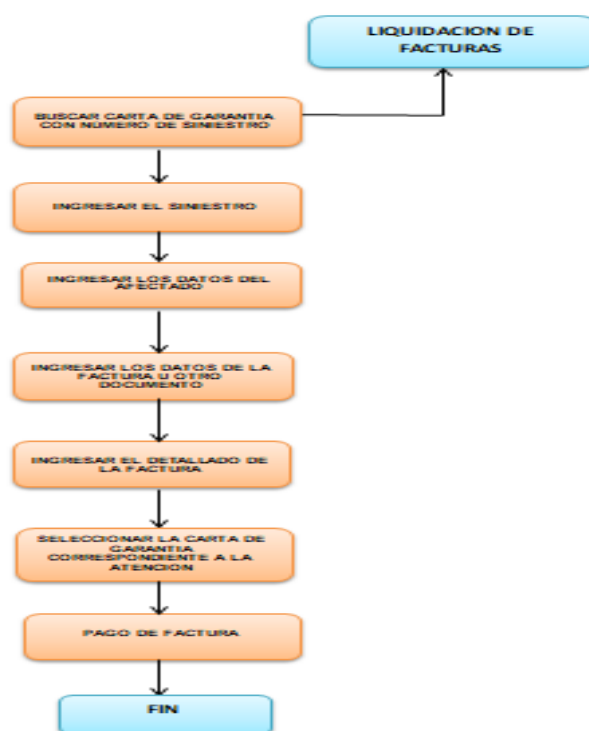 LIQUIDACION DE
FACTURAS
BUSCAR CARTA DE GARANTIA
CON NÚMERO DE SINIESTRO
INGRESAR EL SINIESTRO
INGRESAR LOS DATOS DEL
AFECTADO
INGRESAR LOS DATOS DE LA
FACTURA U OTRO
DOCUMENTO
INGRESAR EL DETALLADO DE
LA FACTURA
SELECCIONAR LA CARTA DE
GARANTIA
CORRESPONDIENTE A LA
ATENCION
PAGO DE FACTURA
FIN